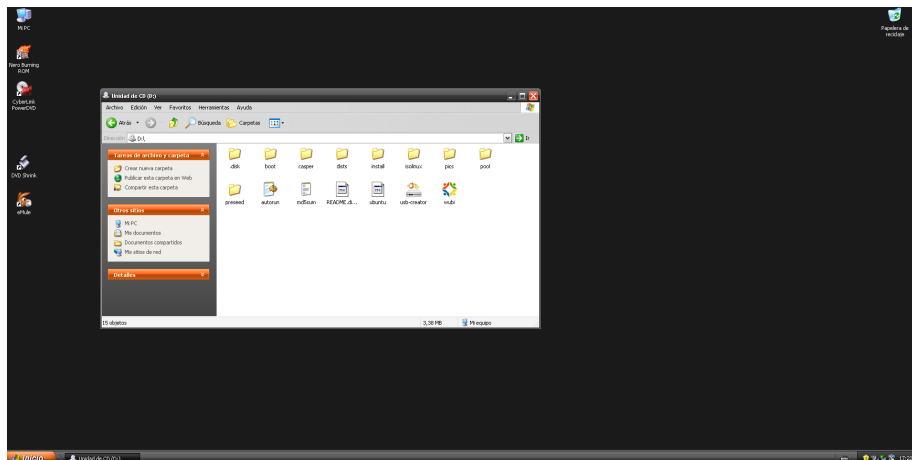 Mi PC
Papelera de
reciclaje
Nero Burning
ROM
CyberLink
PowerDVD
DVD Shrink
eMule
Unidad de CD (D:)
Archivo Edición Ver Favoritos Herramientas Ayuda
Atrás Búsqueda Carpetas
Dirección D:\ Ir
Tareas de archivo y carpeta
Crear nueva carpeta
Publicar esta carpeta en Web
Compartir esta carpeta
Otros sitios
Mi PC
Mis documentos
Documentos compartidos
Mis sitios de red
Detalles
.disk boot casper dists install isolinux pics pool
preseed autorun md5sum README.di... ubuntu usb-creator wubi
15 objetos 3,38 MB Mi equipo
Inicio Unidad de CD (D:) 17:22